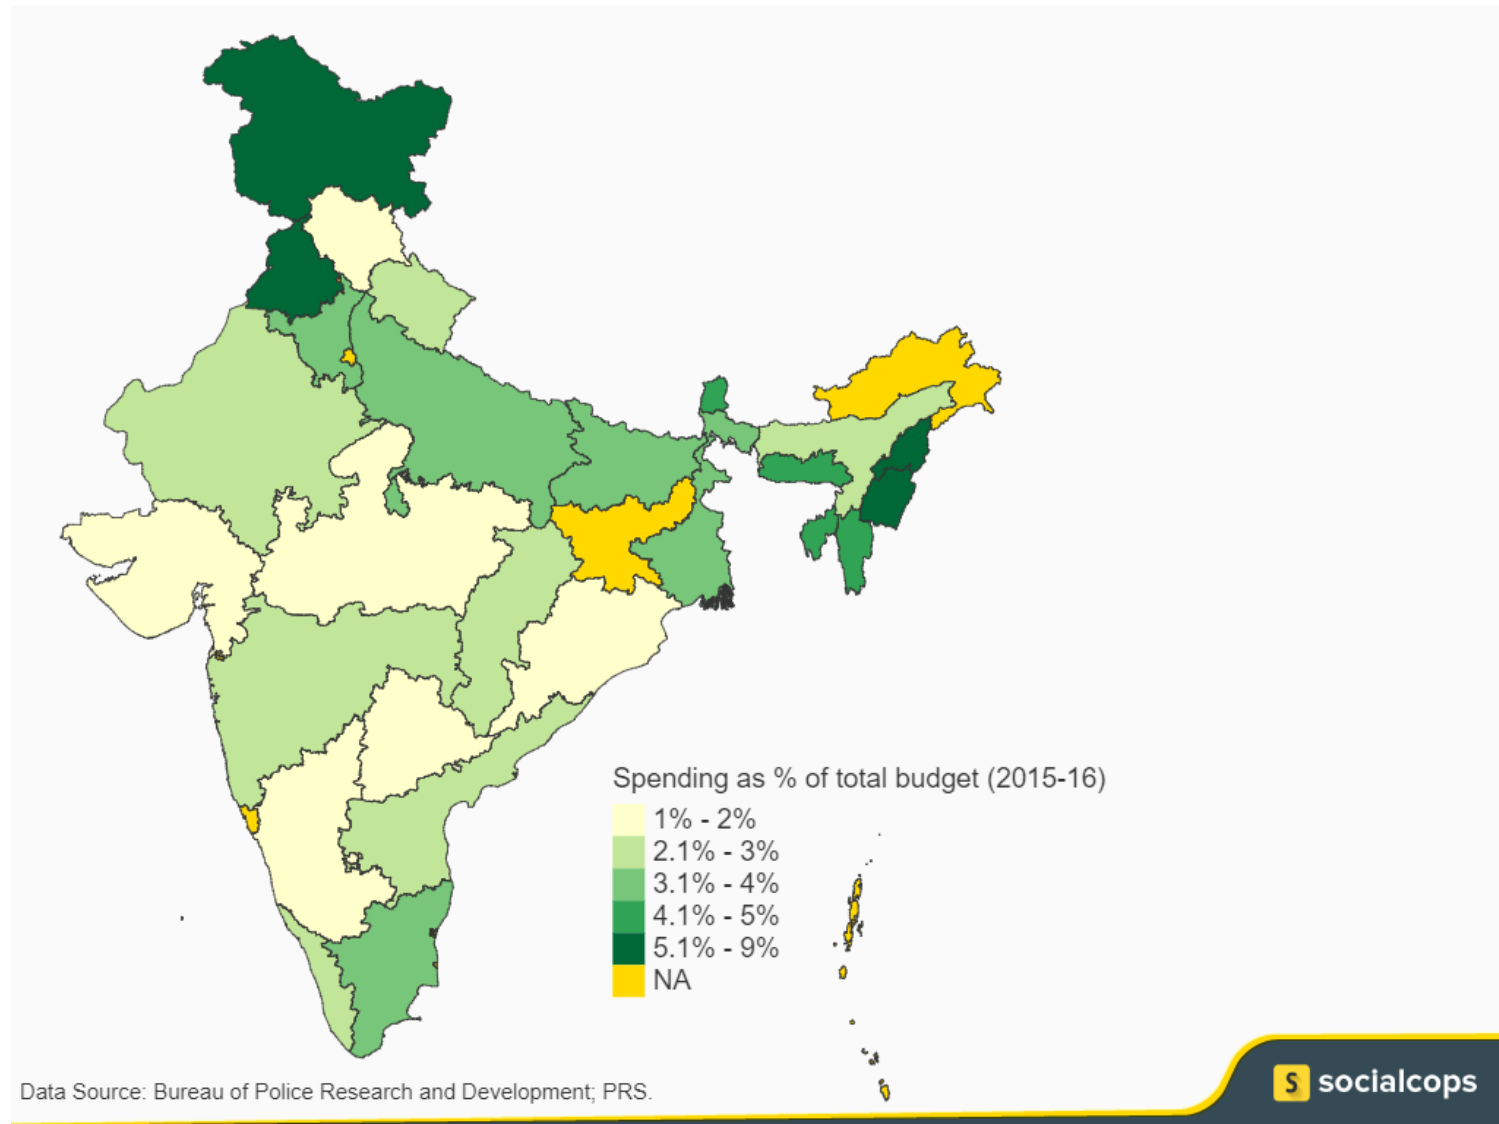 Spending as % of total budget (2015-16)
1% - 2%
2.1% - 3%
3.1% - 4%
4.1% - 5%
5.1% - 9%
NA
Data Source: Bureau of Police Research and Development; PRS.
S socialcops